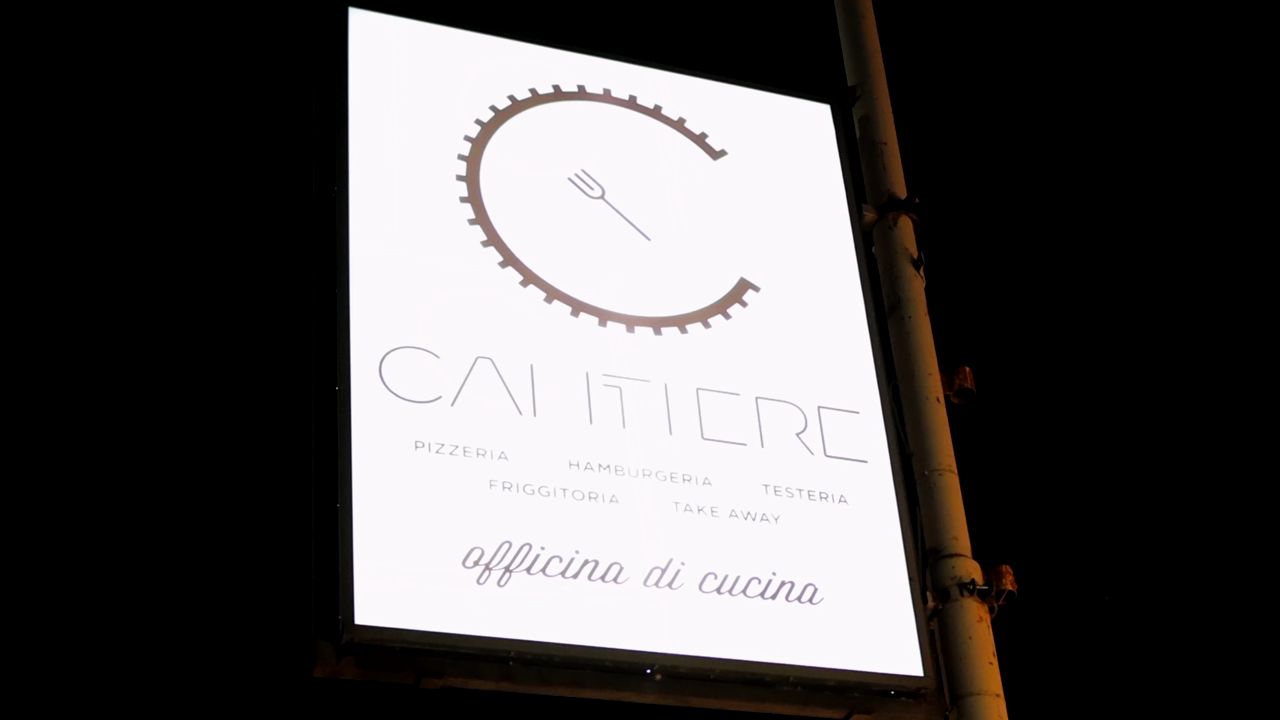 CANTIERE
PIZZERIA HAMBURGERIA TESTERIA
FRIGGITORIA TAKE AWAY
officina di cucina